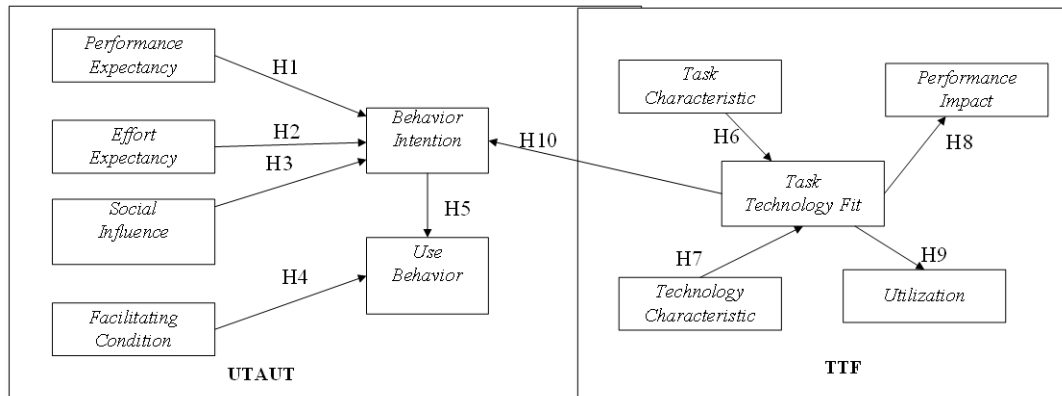 Performance
Expectancy
H1
Effort
Expectancy
H2
H3
Social
Influence
Facilitating
Condition
H4
Behavior
Intention
H5
Use
Behavior
UTAUT
H10
Task
Characteristic
H6
Performance
Impact
H8
Task
Technology Fit
H7
H9
Technology
Characteristic
Utilization
TTF